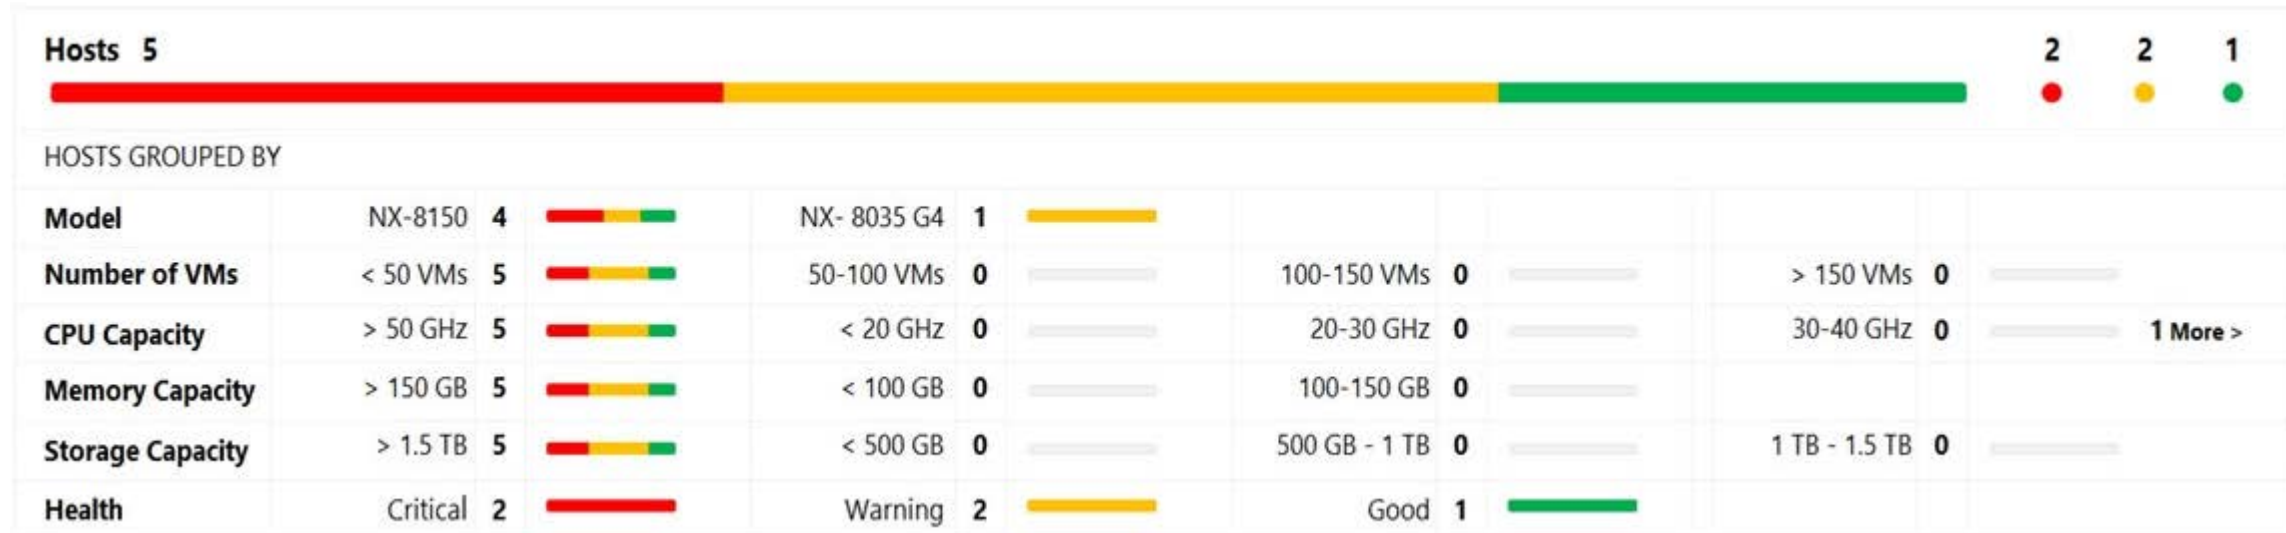 Hosts 5 2 2 1
HOSTS GROUPED BY
Model NX-8150 4 NX- 8035 G4 1
Number of VMs < 50 VMs 5 50-100 VMs 0 100-150 VMs 0 > 150 VMs 0
CPU Capacity > 50 GHz 5 < 20 GHz 0 20-30 GHz 0 30-40 GHz 0 1 More >
Memory Capacity > 150 GB 5 < 100 GB 0 100-150 GB 0
Storage Capacity > 1.5 TB 5 < 500 GB 0 500 GB - 1 TB 0 1 TB - 1.5 TB 0
Health Critical 2 Warning 2 Good 1